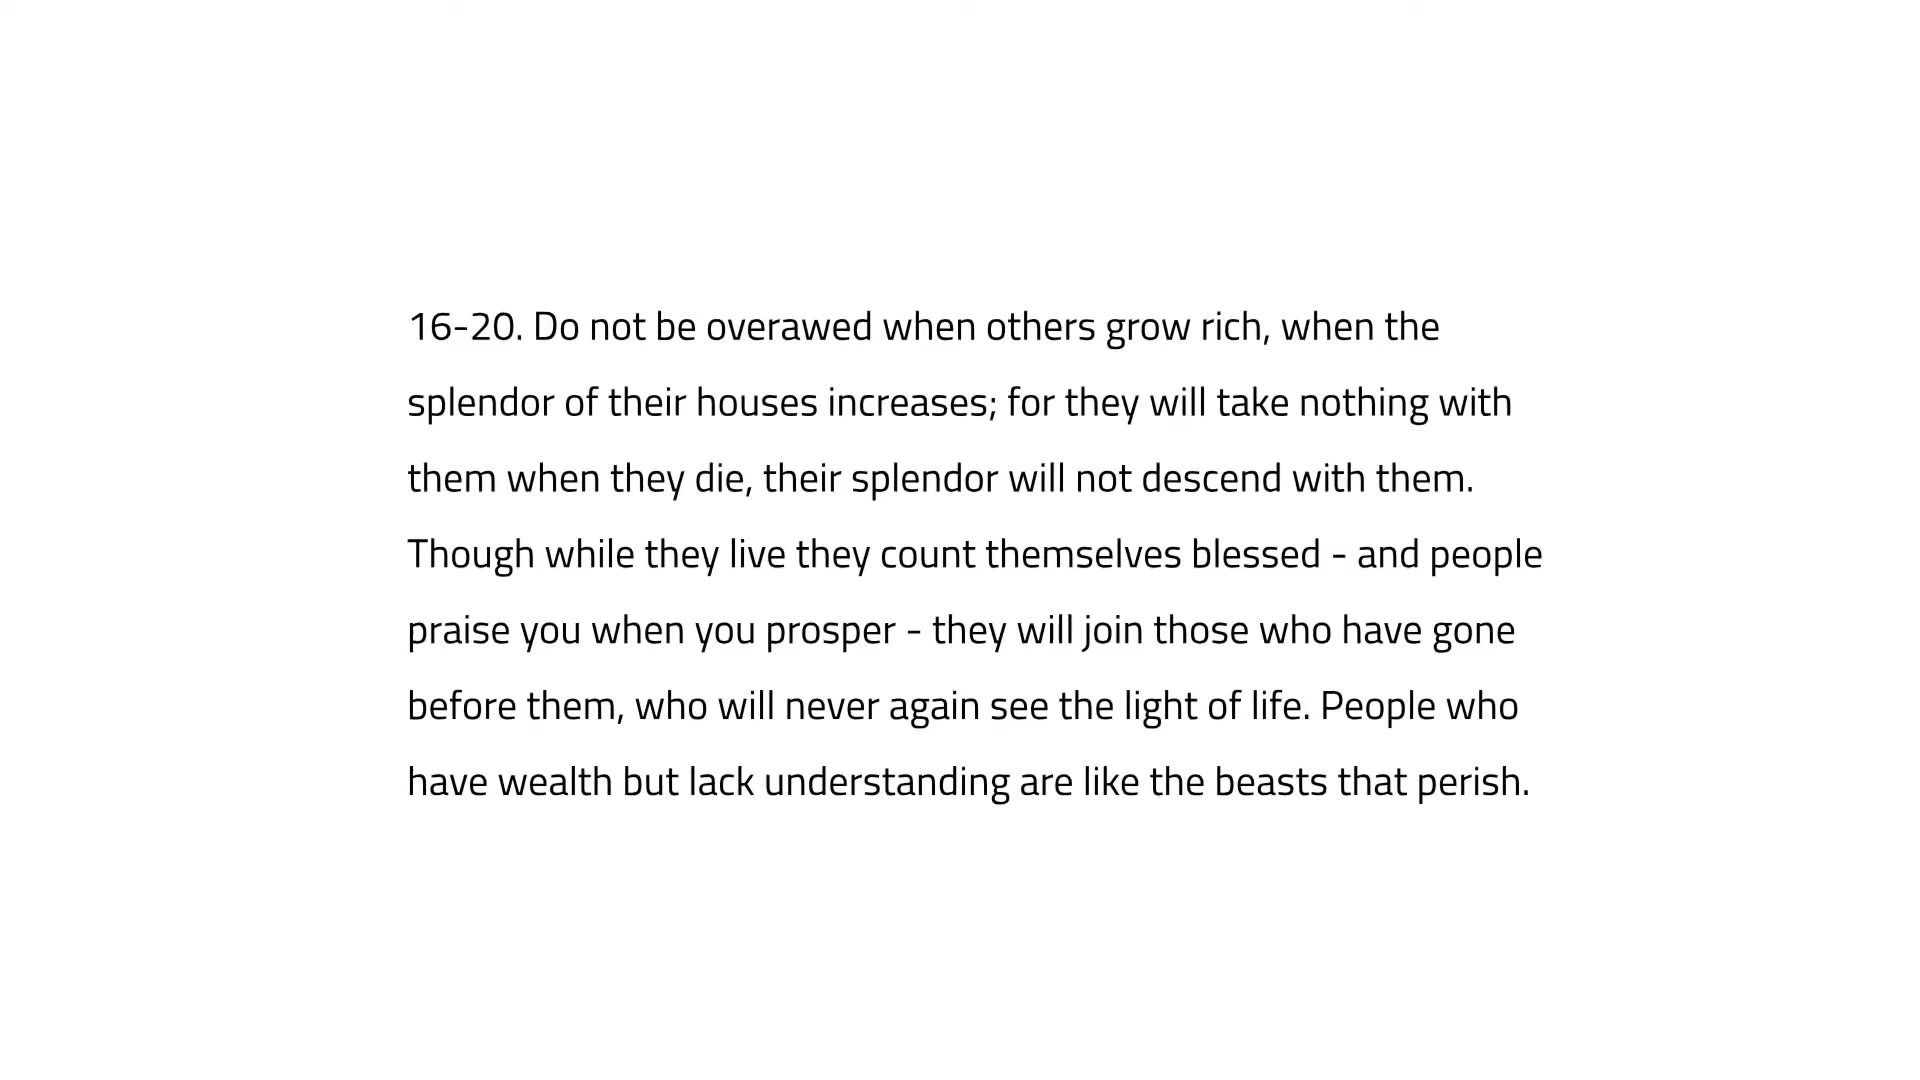 16-20. Do not be overawed when others grow rich, when the
splendor of their houses increases; for they will take nothing with
them when they die, their splendor will not descend with them.
Though while they live they count themselves blessed - and people
praise you when you prosper - they will join those who have gone
before them, who will never again see the light of life. People who
have wealth but lack understanding are like the beasts that perish.